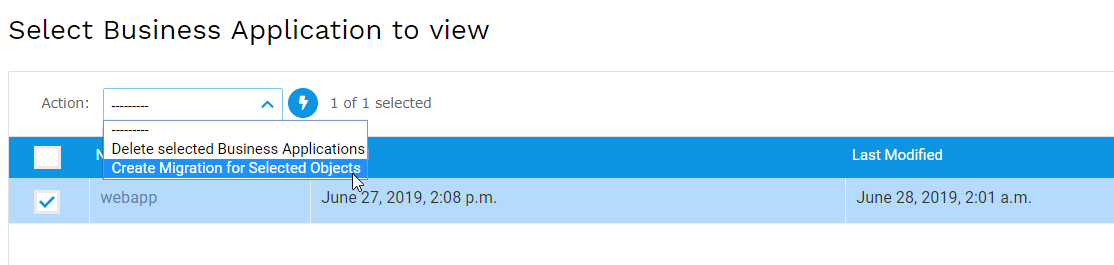 Select Business Application to view
Action: --------- 1 of 1 selected
---------
Delete selected Business Applications
Create Migration for Selected Objects
Last Modified
webapp June 27, 2019, 2:08 p.m. June 28, 2019, 2:01 a.m.